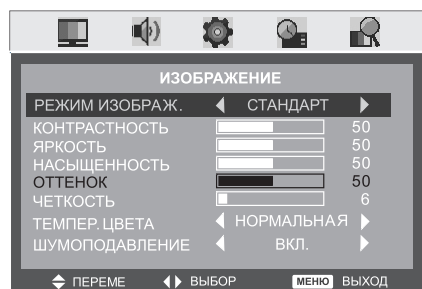 ИЗОБРАЖЕНИЕ
РЕЖИМ ИЗОБРАЖ. СТАНДАРТ
КОНТРАСТНОСТЬ 50
ЯРКОСТЬ 50
НАСЫЩЕННОСТЬ 50
ОТТЕНОК 50
ЧЕТКОСТЬ 6
ТЕМПЕР. ЦВЕТА НОРМАЛЬНАЯ
ШУМОПОДАВЛЕНИЕ ВКЛ.
ПЕРЕМЕ ВЫБОР МЕНЮ ВЫХОД